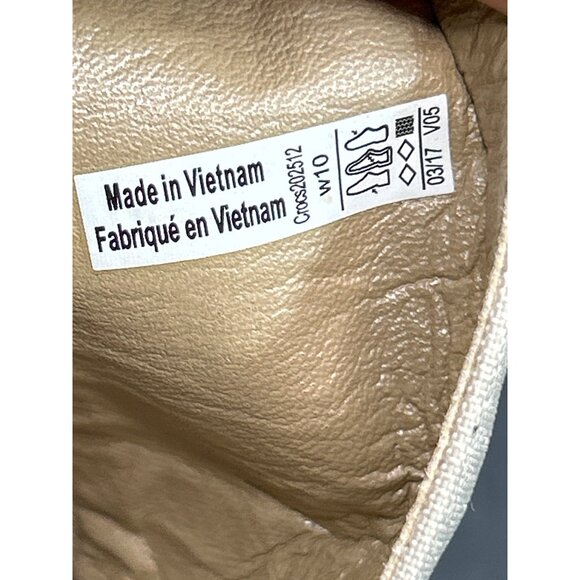 Made in Vietnam
Fabriqué en Vietnam
Crocs202512
W10
03/17 V05